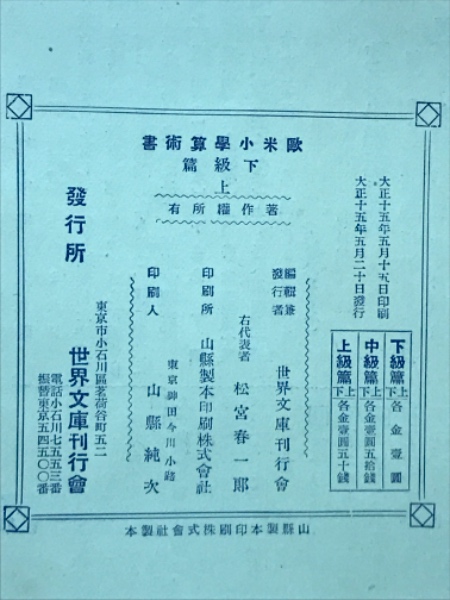 歐米小學算術書
下級篇
上
著作權所有
大正十五年五月十五日印刷
大正十五年五月二十日發行
下級篇 上下 各金壹圓
中級篇 上下 各金壹圓五拾錢
上級篇 上下 各金壹圓五十錢
編輯兼發行者 世界文庫刊行會
右代表者 松宮春一郎
印刷所 山縣製本印刷株式會社
東京神田今川小路
印刷人 山縣純次
發行所
東京市小石川區茗荷谷町五二
世界文庫刊行會
電話小石川七五五三番
振替東京五四五〇〇番
山縣製本印刷株式會社製本